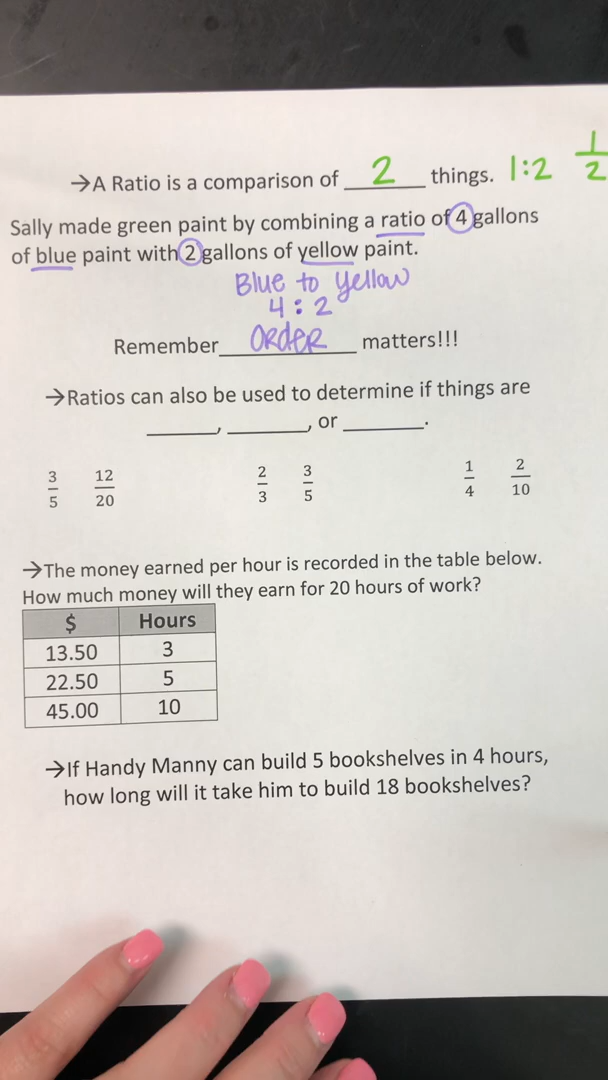 →A Ratio is a comparison of 2 things. 1:2 1/2
Sally made green paint by combining a ratio of 4 gallons
of blue paint with 2 gallons of yellow paint.
Blue to yellow
4 : 2
Remember ORdeR matters!!!
→Ratios can also be used to determine if things are
______, ______, or ______.
3/5 12/20 2/3 3/5 1/4 2/10
→The money earned per hour is recorded in the table below.
How much money will they earn for 20 hours of work?
$ Hours
13.50 3
22.50 5
45.00 10
→If Handy Manny can build 5 bookshelves in 4 hours,
how long will it take him to build 18 bookshelves?